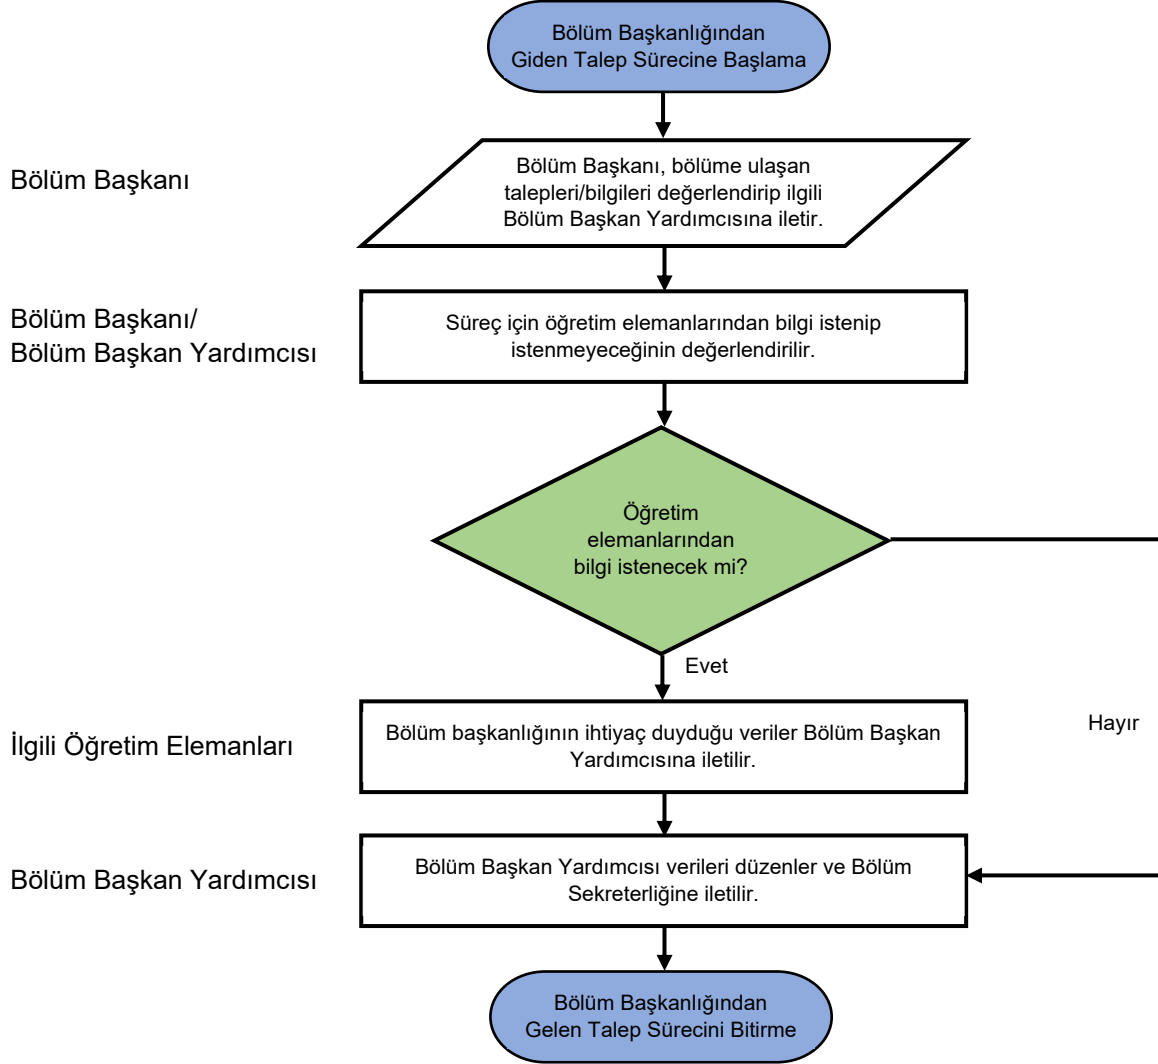 Bölüm Başkanlığından
Giden Talep Sürecine Başlama
Bölüm Başkanı
Bölüm Başkanı, bölüme ulaşan
talepleri/bilgileri değerlendirip ilgili
Bölüm Başkan Yardımcısına iletir.
Bölüm Başkanı/
Bölüm Başkan Yardımcısı
Süreç için öğretim elemanlarından bilgi istenip
istenmeyeceğinin değerlendirilir.
Öğretim
elemanlarından
bilgi istenecek mi?
Evet
Hayır
İlgili Öğretim Elemanları
Bölüm başkanlığının ihtiyaç duyduğu veriler Bölüm Başkan
Yardımcısına iletilir.
Bölüm Başkan Yardımcısı
Bölüm Başkan Yardımcısı verileri düzenler ve Bölüm
Sekreterliğine iletilir.
Bölüm Başkanlığından
Gelen Talep Sürecini Bitirme